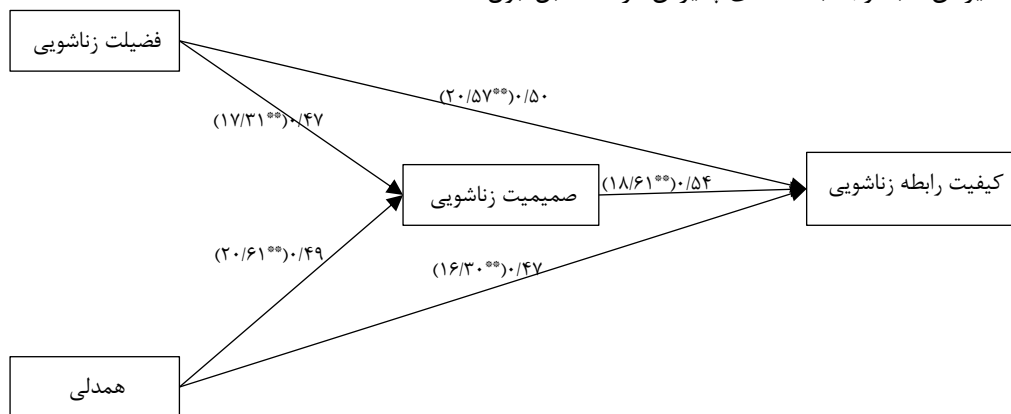 فضیلت زناشویی
(۲۰/۵۷**)۰/۵۰
(۱۷/۳۱**)۰/۴۷
کیفیت رابطه زناشویی
(۱۸/۶۱**)۰/۵۴
صمیمیت زناشویی
(۲۰/۶۱**)۰/۴۹
(۱۶/۳۰**)۰/۴۷
همدلی